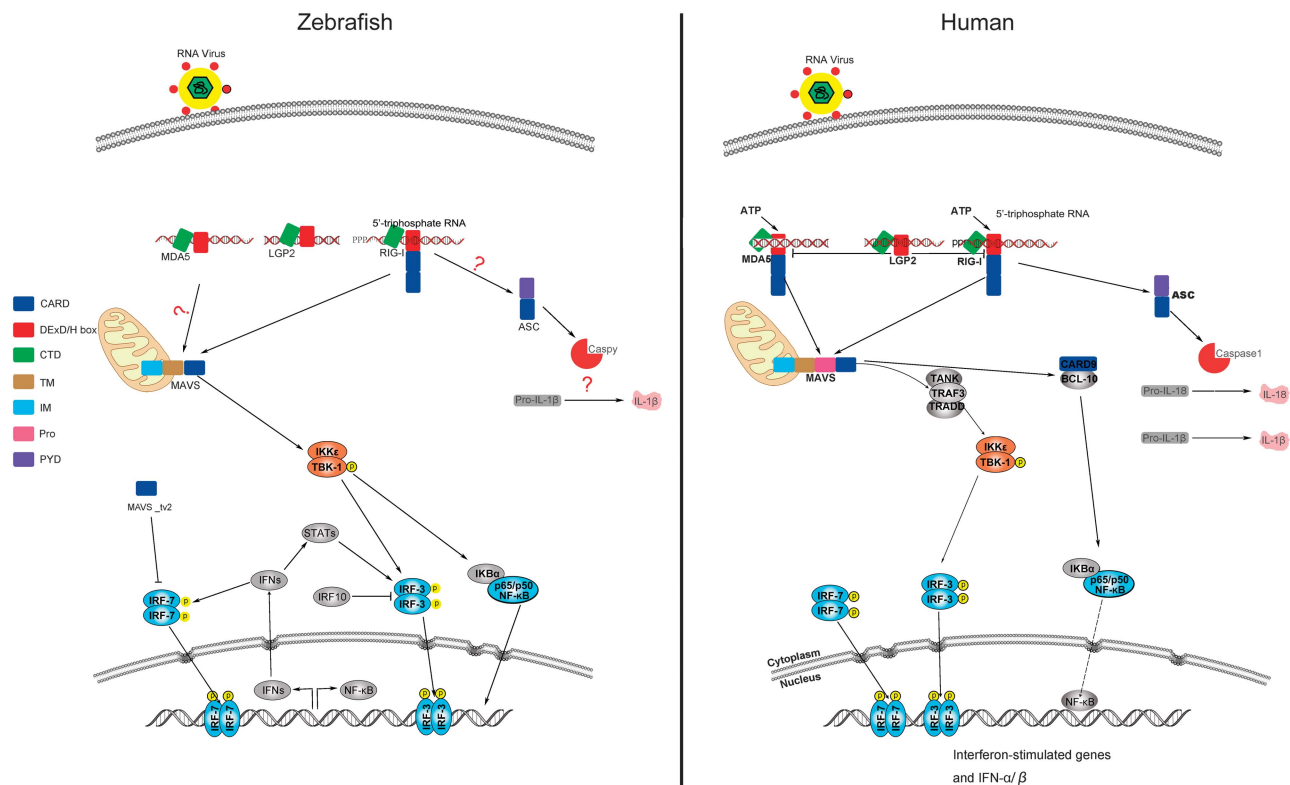 Zebrafish
RNA Virus
5'-triphosphate RNA
PPP
MDA5
LGP2
RIG-I
?
?
ASC
Caspy
?
MAVS
Pro-IL-1β
IL-1β
CARD
DExD/H box
CTD
TM
IM
Pro
PYD
IKKε
TBK-1
P
MAVS _tv2
STATs
IFNs
IRF-7
P
IRF-7
P
IRF10
IRF-3
P
IRF-3
P
IKBα
p65/p50
NF-κB
IFNs
NF-κB
P
P
IRF-7
IRF-7
P
P
IRF-3
IRF-3
Human
RNA Virus
ATP
ATP
5'-triphosphate RNA
PPP
MDA5
LGP2
RIG-I
ASC
Caspase1
MAVS
TANK
TRAF3
TRADD
CARD9
BCL-10
Pro-IL-18
IL-18
Pro-IL-1β
IL-1β
IKKε
TBK-1
P
IRF-7
P
IRF-7
P
IRF-3
P
IRF-3
P
IKBα
p65/p50
NF-κB
Cytoplasm
Nucleus
P
P
IRF-7
IRF-7
P
P
IRF-3
IRF-3
NF-κB
Interferon-stimulated genes
and IFN-α/β